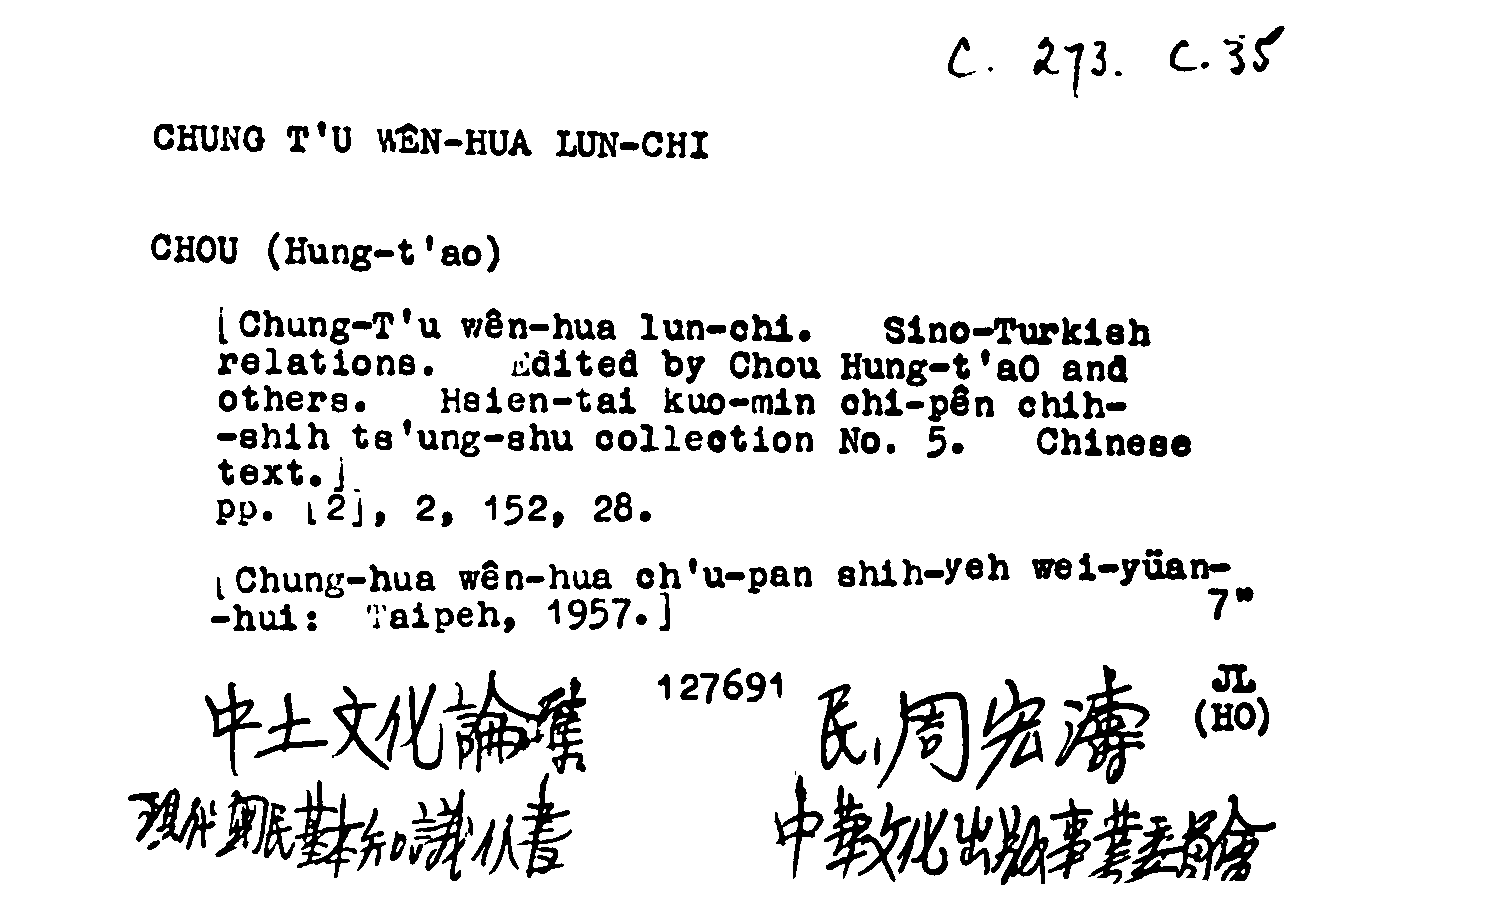 C. 273. C. 35
CHUNG T'U WÊN-HUA LUN-CHI
CHOU (Hung-t'ao)
[Chung-T'u wên-hua lun-chi. Sino-Turkish
relations. Edited by Chou Hung-t'aO and
others. Hsien-tai kuo-min chi-pên chih-
-shih ts'ung-shu collection No. 5. Chinese
text.]
pp. [2], 2, 152, 28.
[Chung-hua wên-hua ch'u-pan shih-yeh wei-yüan-
-hui: Taipeh, 1957.] 7"
中土文化論集 127691 民, 周宏濤 JL
(HO)
現代國民基本知識从書 中華文化出版事業委員會